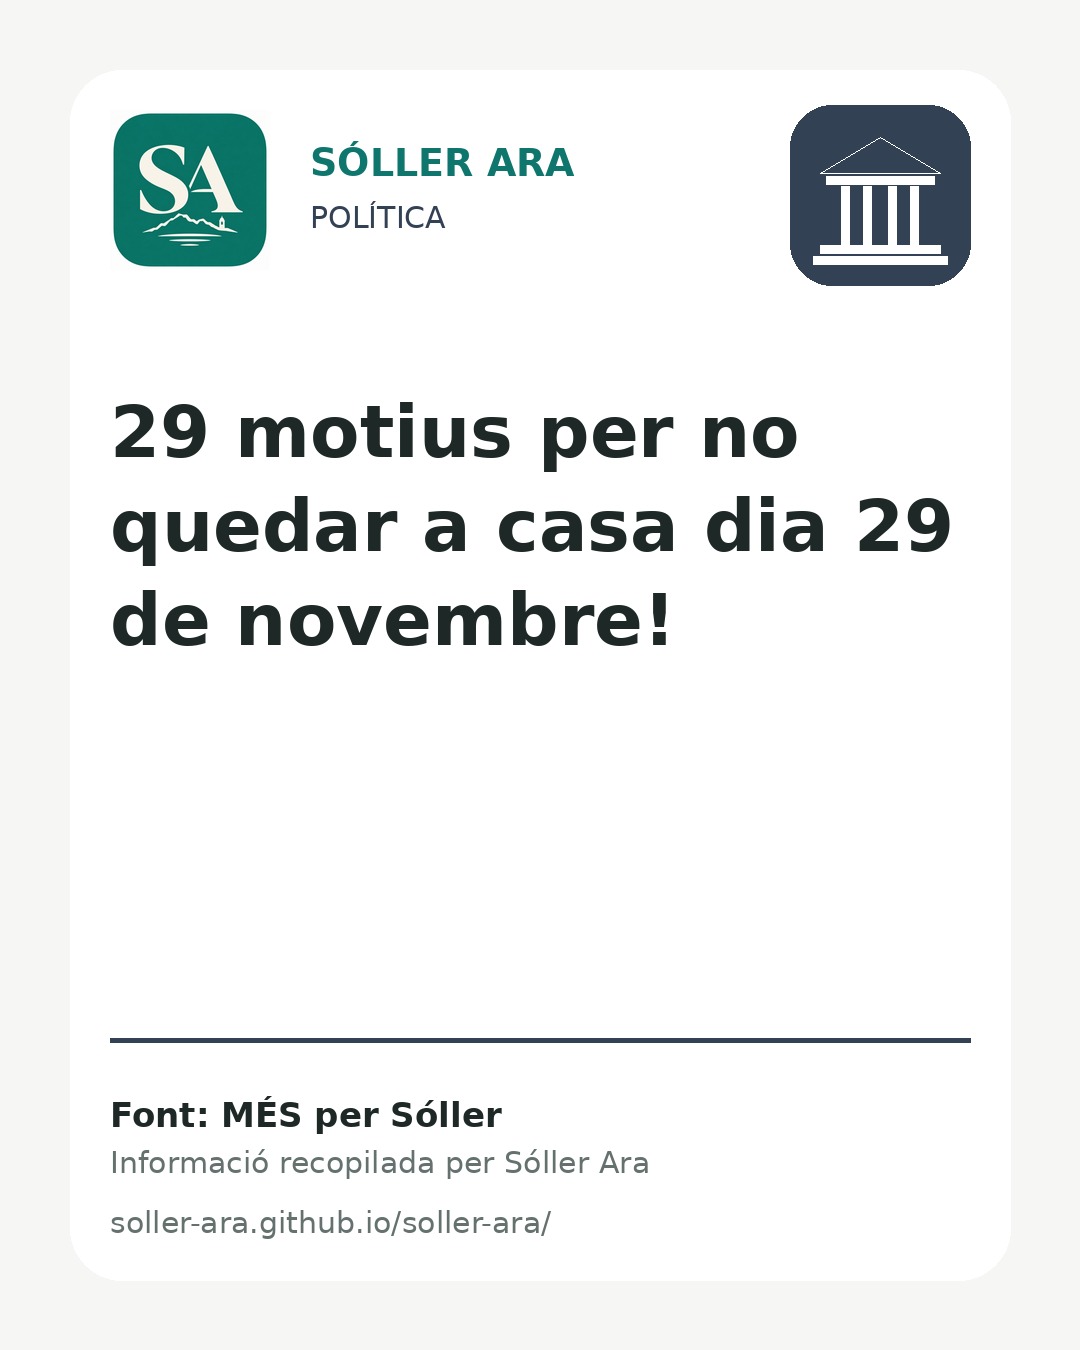 SA
SÓLLER ARA
POLÍTICA
29 motius per no
quedar a casa dia 29
de novembre!
Font: MÉS per Sóller
Informació recopilada per Sóller Ara
soller-ara.github.io/soller-ara/